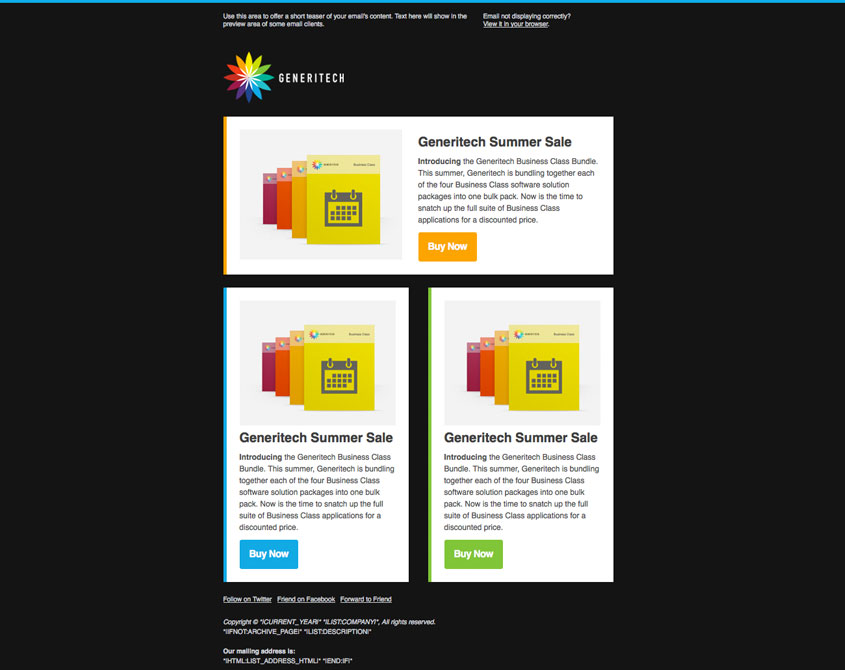 Use this area to offer a short teaser of your email's content. Text here will show in the
preview area of some email clients.
Email not displaying correctly?
View it in your browser.
GENERITECH
Business Class
Generitech Summer Sale
Introducing the Generitech Business Class Bundle.
This summer, Generitech is bundling together each
of the four Business Class software solution
packages into one bulk pack. Now is the time to
snatch up the full suite of Business Class
applications for a discounted price.
Buy Now
Business Class
Generitech Summer Sale
Introducing the Generitech Business Class
Bundle. This summer, Generitech is bundling
together each of the four Business Class
software solution packages into one bulk
pack. Now is the time to snatch up the full
suite of Business Class applications for a
discounted price.
Buy Now
Business Class
Generitech Summer Sale
Introducing the Generitech Business Class
Bundle. This summer, Generitech is bundling
together each of the four Business Class
software solution packages into one bulk
pack. Now is the time to snatch up the full
suite of Business Class applications for a
discounted price.
Buy Now
Follow on Twitter Friend on Facebook Forward to Friend
Copyright © *|CURRENT_YEAR|* *|LIST:COMPANY|*, All rights reserved.
*|IFNOT:ARCHIVE_PAGE|* *|LIST:DESCRIPTION|*
Our mailing address is:
*|HTML:LIST_ADDRESS_HTML|* *|END:IF|*